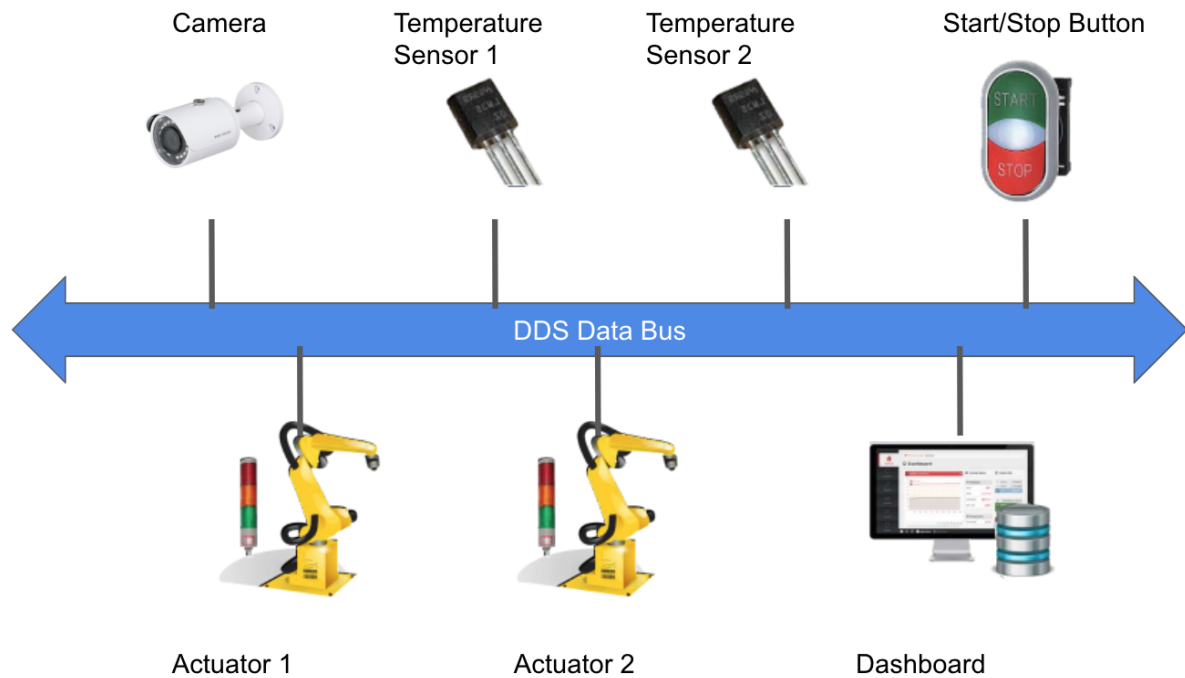 Camera
Temperature
Sensor 1
Temperature
Sensor 2
Start/Stop Button
START
STOP
DDS Data Bus
Dashboard
Actuator 1
Actuator 2
Dashboard